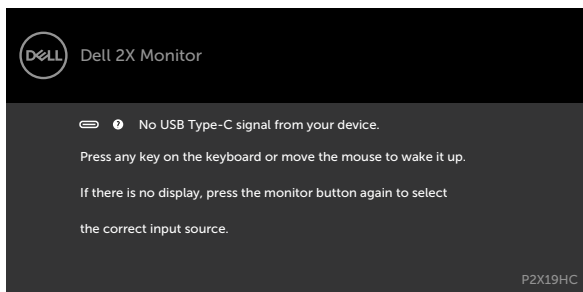 DELL
Dell 2X Monitor
No USB Type-C signal from your device.
Press any key on the keyboard or move the mouse to wake it up.
If there is no display, press the monitor button again to select
the correct input source.
P2X19HC